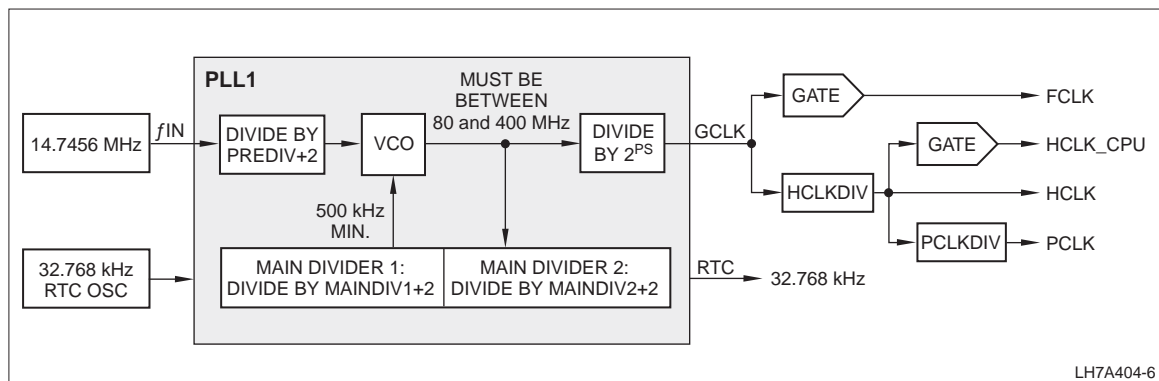 PLL1
MUST BE
BETWEEN
80 and 400 MHz
14.7456 MHz
ƒIN
DIVIDE BY
PREDIV+2
VCO
DIVIDE
BY 2^PS
GCLK
GATE
FCLK
GATE
HCLK_CPU
HCLKDIV
HCLK
PCLKDIV
PCLK
500 kHz
MIN.
32.768 kHz
RTC OSC
MAIN DIVIDER 1:
DIVIDE BY MAINDIV1+2
MAIN DIVIDER 2:
DIVIDE BY MAINDIV2+2
RTC
32.768 kHz
LH7A404-6